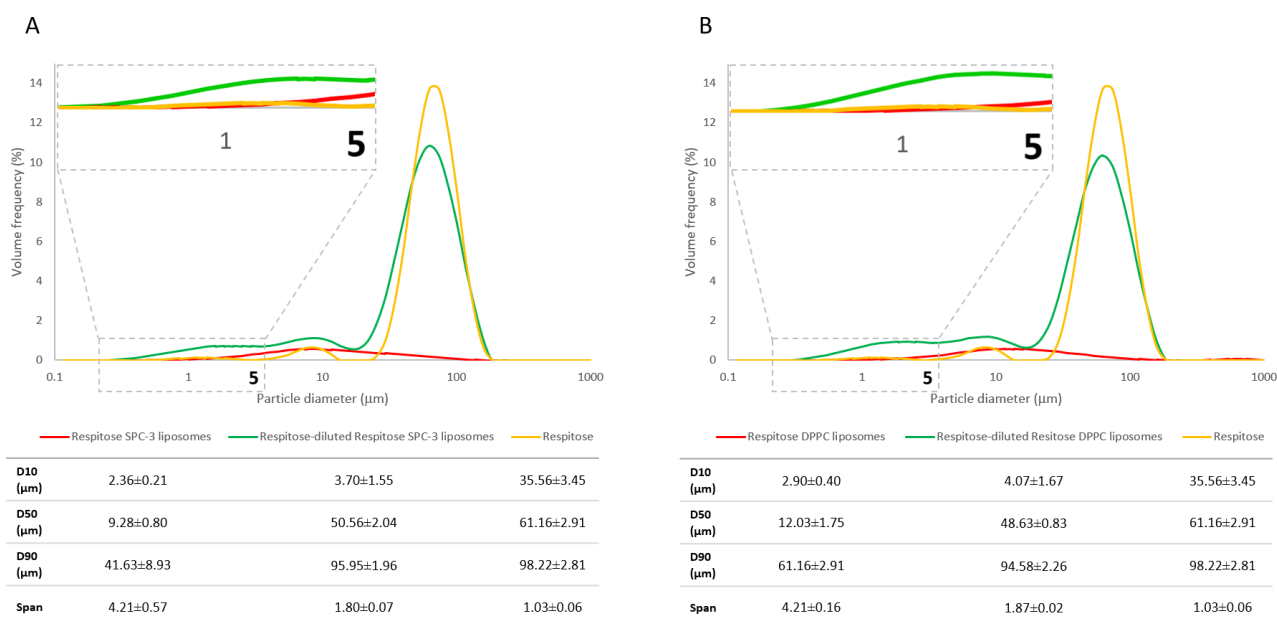 A
Volume frequency (%)
14
12
10
8
6
4
2
0
1
5
0.1 1 5 10 100 1000
Particle diameter (µm)
Respitose SPC-3 liposomes Respitose-diluted Respitose SPC-3 liposomes Respitose
D10 (µm) 2.36±0.21 3.70±1.55 35.56±3.45
D50 (µm) 9.28±0.80 50.56±2.04 61.16±2.91
D90 (µm) 41.63±8.93 95.95±1.96 98.22±2.81
Span 4.21±0.57 1.80±0.07 1.03±0.06
B
Volume frequency (%)
14
12
10
8
6
4
2
0
1
5
0.1 1 5 10 100 1000
Particle diameter (µm)
Respitose DPPC liposomes Respitose-diluted Resitose DPPC liposomes Respitose
D10 (µm) 2.90±0.40 4.07±1.67 35.56±3.45
D50 (µm) 12.03±1.75 48.63±0.83 61.16±2.91
D90 (µm) 61.16±2.91 94.58±2.26 98.22±2.81
Span 4.21±0.16 1.87±0.02 1.03±0.06